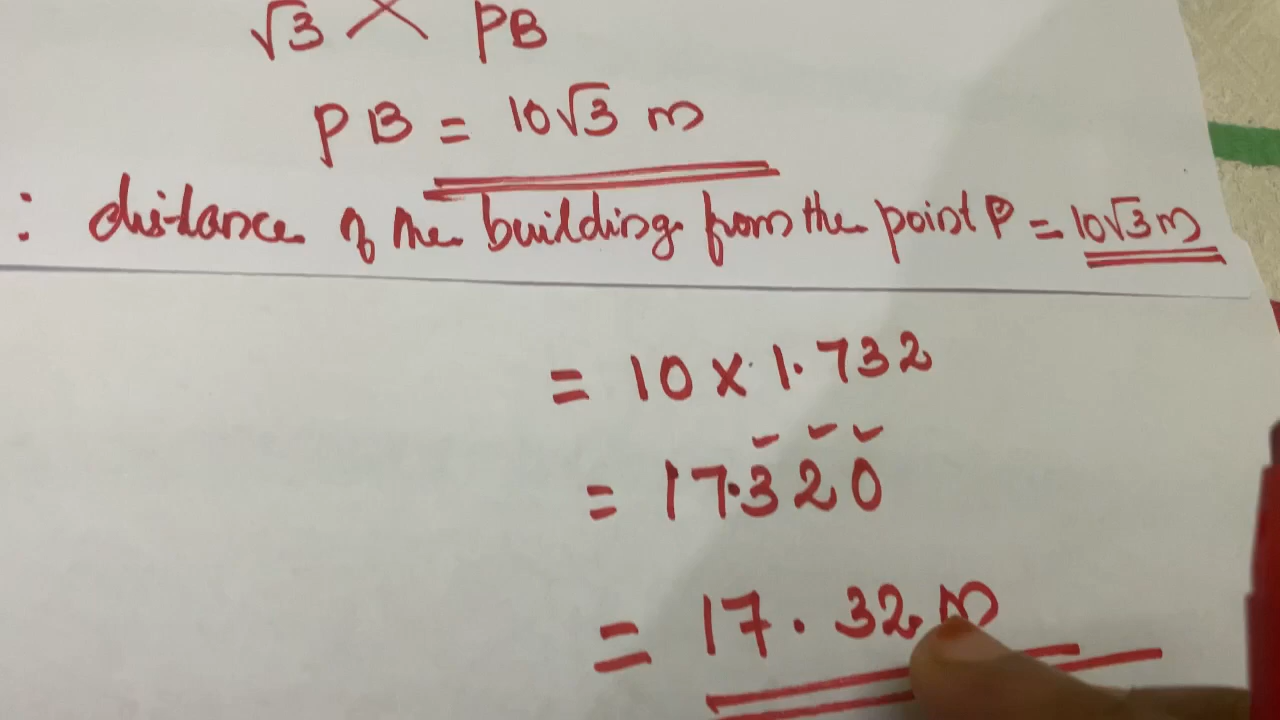 √3 PB
PB = 10√3 m
: distance of the building from the point P = 10√3 m
= 10 × 1.732
= 17.320
= 17.32 m